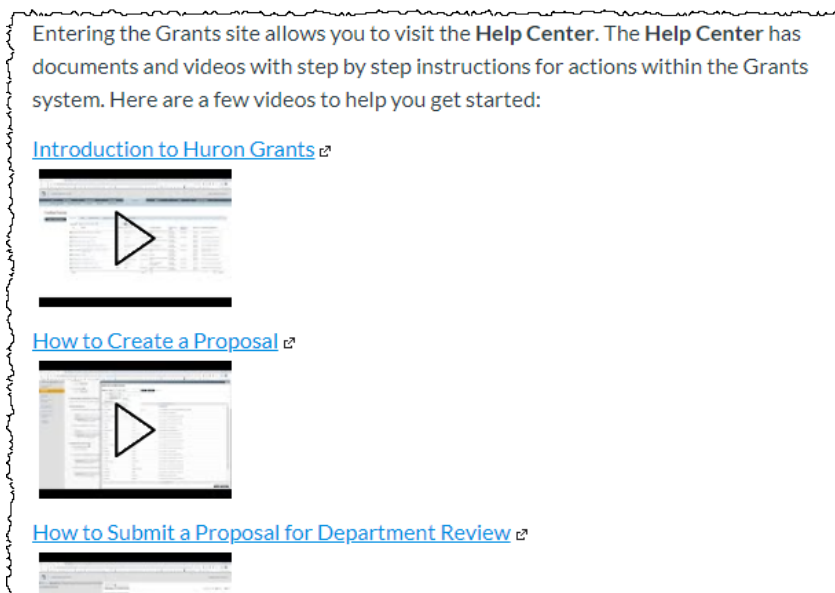 Entering the Grants site allows you to visit the Help Center. The Help Center has
documents and videos with step by step instructions for actions within the Grants
system. Here are a few videos to help you get started:
Introduction to Huron Grants
How to Create a Proposal
How to Submit a Proposal for Department Review